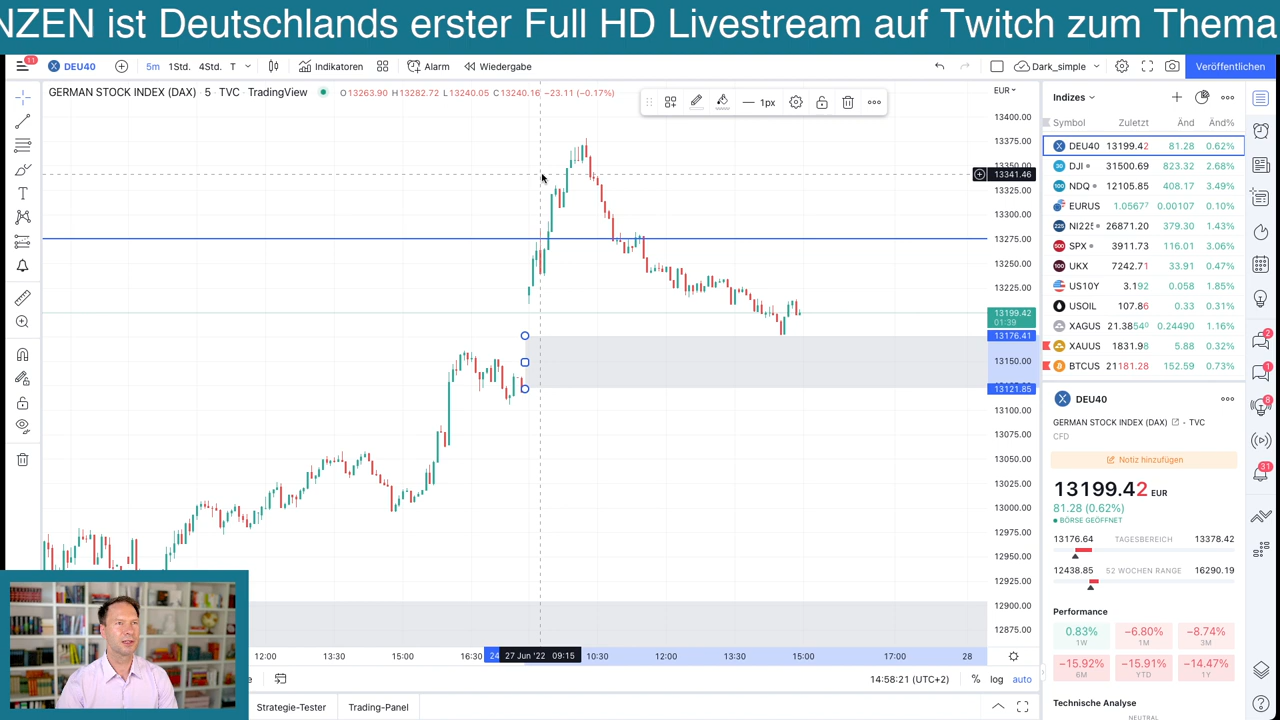 NZEN ist Deutschlands erster Full HD Livestream auf Twitch zum Thema
11
DEU40
5m 1Std. 4Std. T
Indikatoren
Alarm
Wiedergabe
Dark_simple
Veröffentlichen
GERMAN STOCK INDEX (DAX) · 5 · TVC · TradingView
O13263.90 H13282.72 L13240.05 C13240.16 −23.11 (−0.17%)
1px
EUR
13400.00
13375.00
13350.00
13341.46
13325.00
13300.00
13275.00
13250.00
13225.00
13199.42
01:39
13176.41
13150.00
13121.85
13100.00
13075.00
13050.00
13025.00
13000.00
12975.00
12950.00
12925.00
12900.00
12875.00
12:00 13:30 15:00 16:30 24 27 Jun '22 09:15 10:30 12:00 13:30 15:00 17:00 28
14:58:21 (UTC+2) % log auto
Strategie-Tester Trading-Panel
Indizes
Symbol Zuletzt Änd Änd%
DEU40 13199.42 81.28 0.62%
DJI 31500.69 823.32 2.68%
NDQ 12105.85 408.17 3.49%
EURUS 1.0567² 0.00107 0.10%
NI225 26871.20 379.30 1.43%
SPX 3911.73 116.01 3.06%
UKX 7242.71 33.91 0.47%
US10Y 3.192 0.058 1.85%
USOIL 107.86 0.33 0.31%
XAGUS 21.3854⁰ 0.24490 1.16%
XAUUS 1831.98 5.88 0.32%
BTCUS 21181.28 152.59 0.73%
DEU40
GERMAN STOCK INDEX (DAX) · TVC
CFD
Notiz hinzufügen
13199.42 EUR
81.28 (0.62%)
BÖRSE GEÖFFNET
13176.64 TAGESBEREICH 13378.42
12438.85 52 WOCHEN RANGE 16290.19
Performance
0.83% −6.80% −8.74%
1W 1M 3M
−15.92% −15.91% −14.47%
6M YTD 1Y
Technische Analyse
NEUTRAL
2
1
6
31